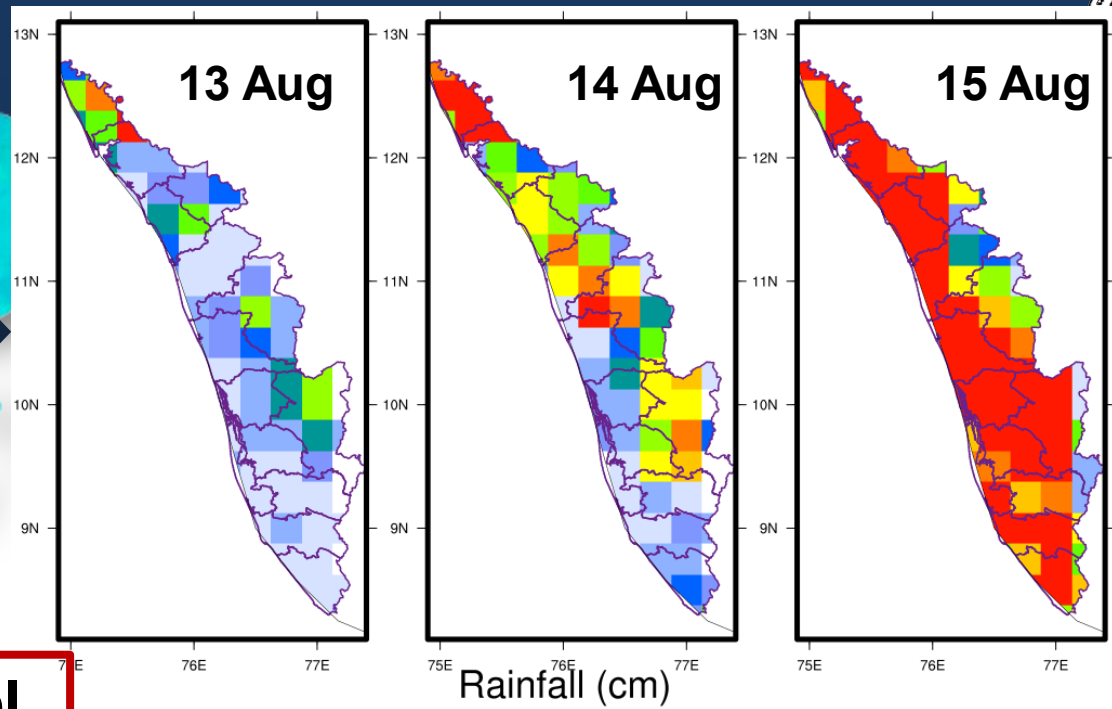 13 Aug
14 Aug
15 Aug
13N
13N
13N
12N
12N
12N
11N
11N
11N
10N
10N
10N
9N
9N
9N
76E
77E
75E
76E
77E
75E
76E
77E
Rainfall (cm)